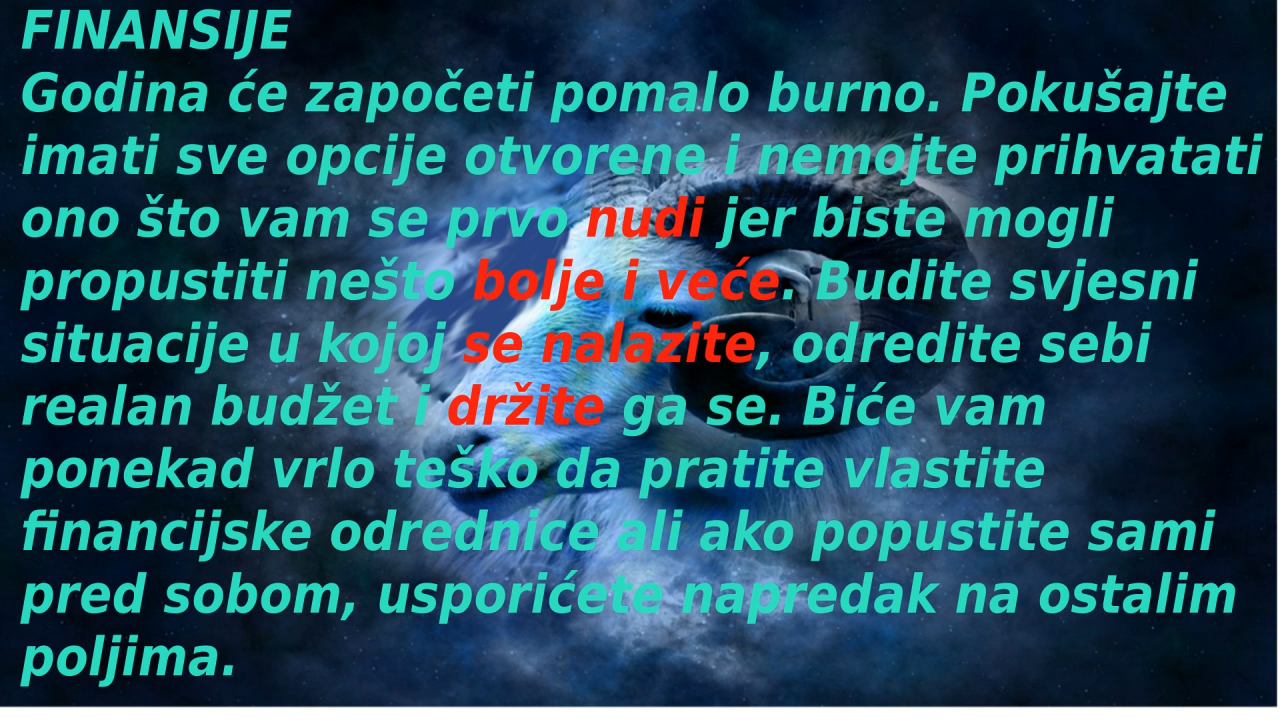 FINANSIJE
Godina će započeti pomalo burno. Pokušajte
imati sve opcije otvorene i nemojte prihvatati
ono što vam se prvo nudi jer biste mogli
propustiti nešto bolje i veće. Budite svjesni
situacije u kojoj se nalazite, odredite sebi
realan budžet i držite ga se. Biće vam
ponekad vrlo teško da pratite vlastite
financijske odrednice ali ako popustite sami
pred sobom, usporićete napredak na ostalim
poljima.